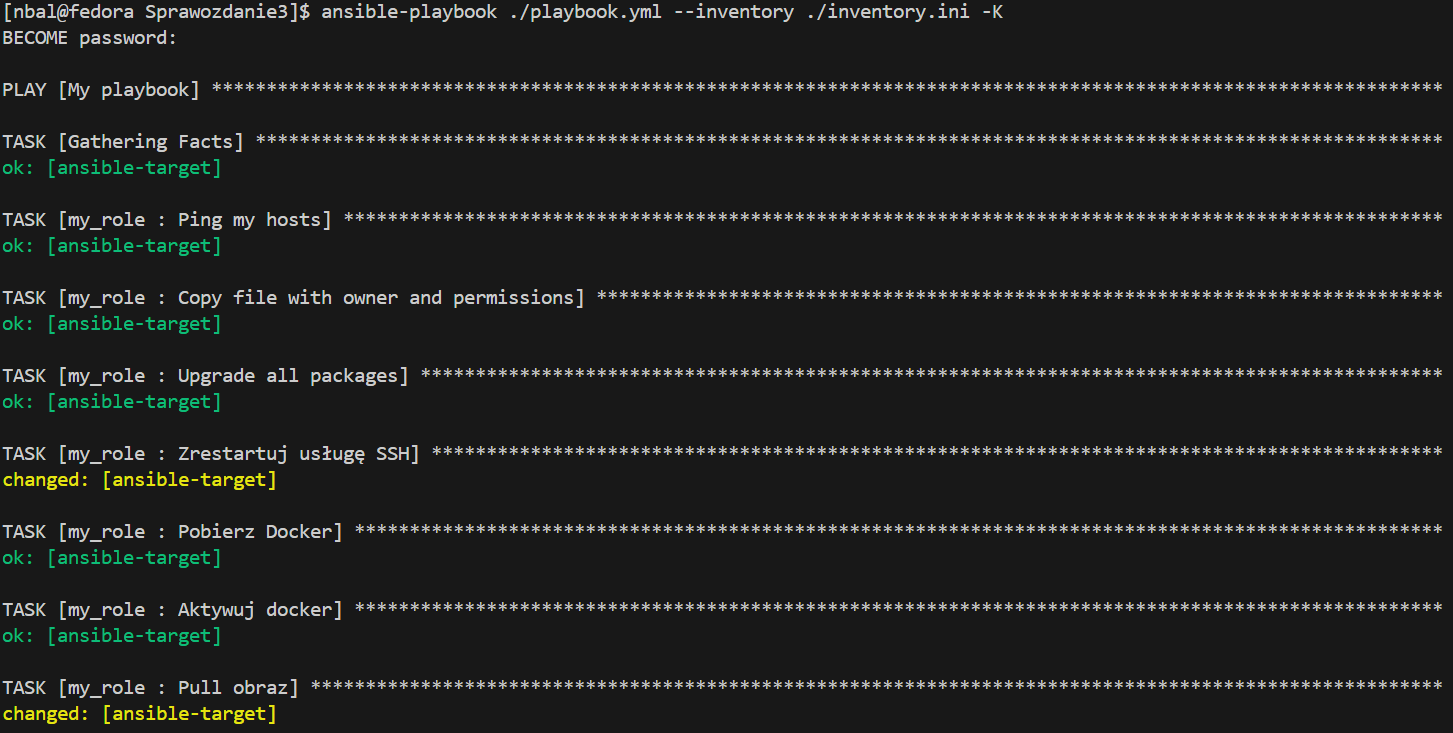 [nbal@fedora Sprawozdanie3]$ ansible-playbook ./playbook.yml --inventory ./inventory.ini -K
BECOME password:
PLAY [My playbook] ****************************************************************************************************************
TASK [Gathering Facts] ************************************************************************************************************
ok: [ansible-target]
TASK [my_role : Ping my hosts] ****************************************************************************************************
ok: [ansible-target]
TASK [my_role : Copy file with owner and permissions] *****************************************************************************
ok: [ansible-target]
TASK [my_role : Upgrade all packages] *********************************************************************************************
ok: [ansible-target]
TASK [my_role : Zrestartuj usługę SSH] ********************************************************************************************
changed: [ansible-target]
TASK [my_role : Pobierz Docker] ***************************************************************************************************
ok: [ansible-target]
TASK [my_role : Aktywuj docker] ***************************************************************************************************
ok: [ansible-target]
TASK [my_role : Pull obraz] *******************************************************************************************************
changed: [ansible-target]